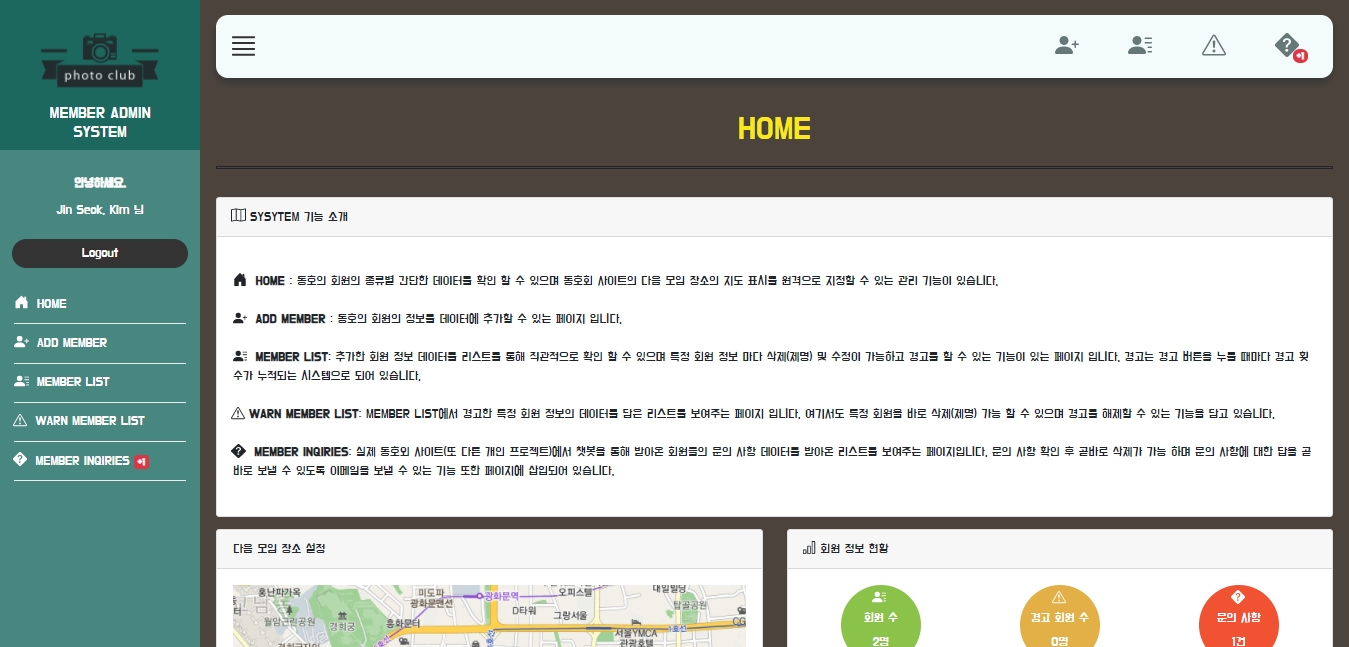 photo club
MEMBER ADMIN
SYSTEM
안녕하세요.
Jin Seok, Kim 님
Logout
HOME
ADD MEMBER
MEMBER LIST
WARN MEMBER LIST
MEMBER INQIRIES +1
+1
HOME
SYSYTEM 기능 소개
HOME : 동호의 회원의 종류별 간단한 데이터를 확인 할 수 있으며 동호회 사이트의 다음 모임 장소의 지도 표시를 원격으로 지정할 수 있는 관리 기능이 있습니다.
ADD MEMBER : 동호의 회원의 정보를 데이터에 추가할 수 있는 페이지 입니다.
MEMBER LIST: 추가한 회원 정보 데이터를 리스트를 통해 직관적으로 확인 할 수 있으며 특정 회원 정보 마다 삭제(제명) 및 수정이 가능하고 경고를 할 수 있는 기능이 있는 페이지 입니다. 경고는 경고 버튼을 누를 때마다 경고 횟
수가 누적되는 시스템으로 되어 있습니다.
WARN MEMBER LIST: MEMBER LIST에서 경고한 특정 회원 정보의 데이터를 담은 리스트를 보여주는 페이지 입니다. 여기서도 특정 회원을 바로 삭제(제명) 가능 할 수 있으며 경고를 해제할 수 있는 기능을 담고 있습니다.
MEMBER INQIRIES: 실제 동호외 사이트(또 다른 개인 프로젝트)에서 챗봇을 통해 받아온 회원들의 문의 사항 데이터를 받아온 리스트를 보여주는 페이지입니다. 문의 사항 확인 후 곧바로 삭제가 가능 하며 문의 사항에 대한 답을 곧
바로 보낼 수 있도록 이메일을 보낼 수 있는 기능 또한 페이지에 삽입되어 있습니다.
다음 모임 장소 설정
홍난파가옥
월암근린공원
경희궁
미도파
광화문맨션
흥화문터
광화문역
오피스텔
D타워
그랑서울
대일빌딩
탑골공원
서울YMCA
관광호텔
1호선
CG
회원 정보 현황
회원 수
2명
경고 회원 수
0명
문의 사항
1건